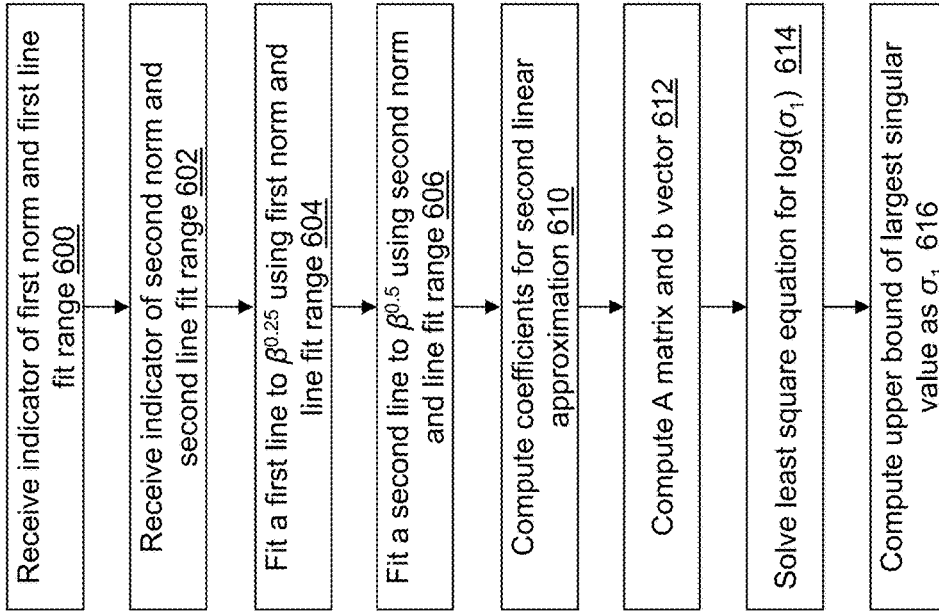 Receive indicator of first norm and first line
fit range 600
Receive indicator of second norm and
second line fit range 602
Fit a first line to β^0.25 using first norm and
line fit range 604
Fit a second line to β^0.5 using second norm
and line fit range 606
Compute coefficients for second linear
approximation 610
Compute A matrix and b vector 612
Solve least square equation for log(σ₁) 614
Compute upper bound of largest singular
value as σ₁ 616